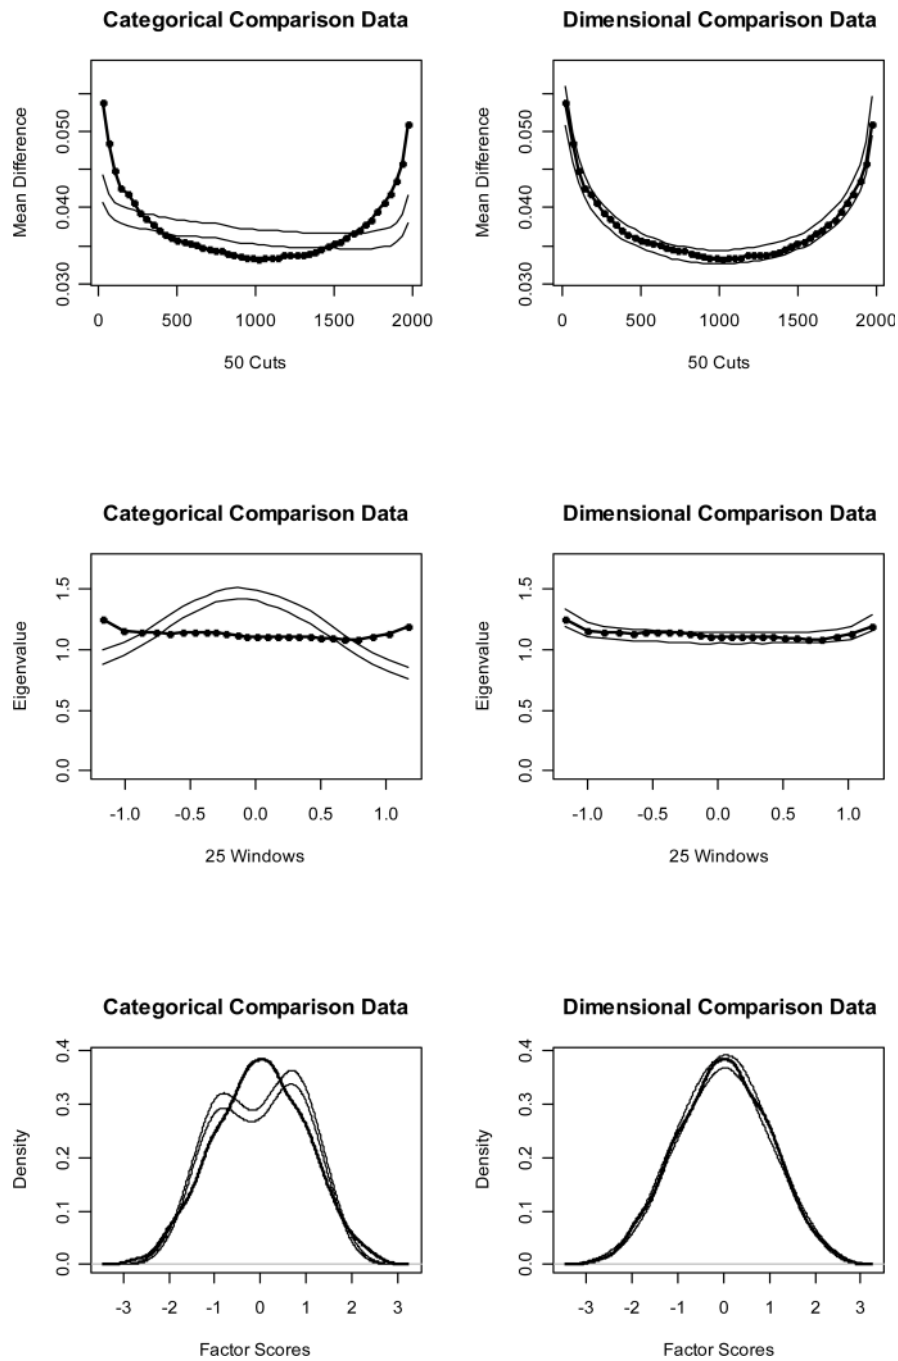 Categorical Comparison Data
Dimensional Comparison Data
Mean Difference
0.030 0.040 0.050
0 500 1000 1500 2000
50 Cuts
Mean Difference
0.030 0.040 0.050
0 500 1000 1500 2000
50 Cuts
Categorical Comparison Data
Dimensional Comparison Data
Eigenvalue
0.0 0.5 1.0 1.5
-1.0 -0.5 0.0 0.5 1.0
25 Windows
Eigenvalue
0.0 0.5 1.0 1.5
-1.0 -0.5 0.0 0.5 1.0
25 Windows
Categorical Comparison Data
Dimensional Comparison Data
Density
0.0 0.1 0.2 0.3 0.4
-3 -2 -1 0 1 2 3
Factor Scores
Density
0.0 0.1 0.2 0.3 0.4
-3 -2 -1 0 1 2 3
Factor Scores